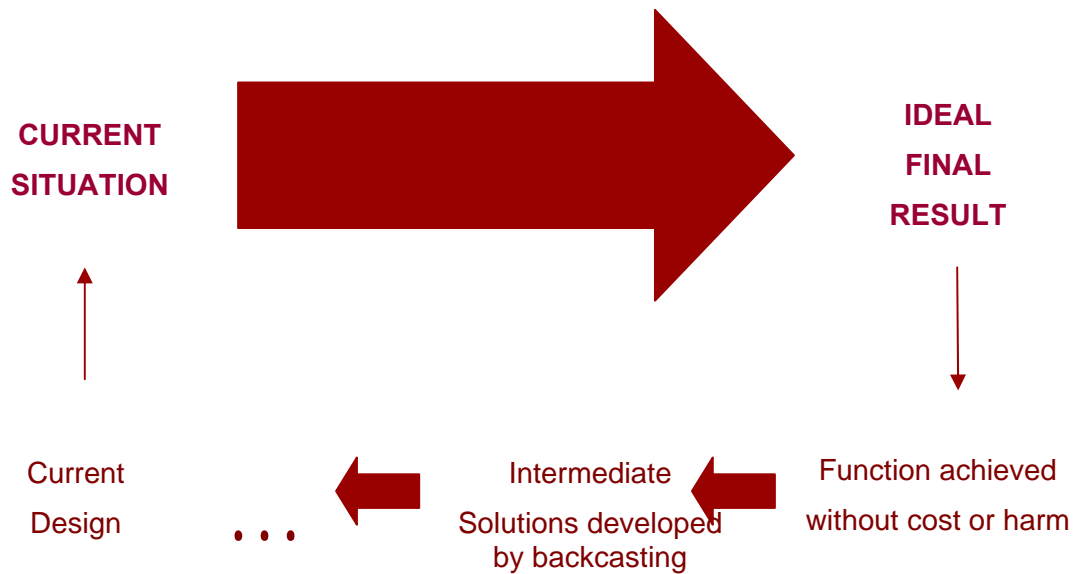 CURRENT
SITUATION
IDEAL
FINAL
RESULT
Current
Design
. . .
Intermediate
Solutions developed
by backcasting
Function achieved
without cost or harm